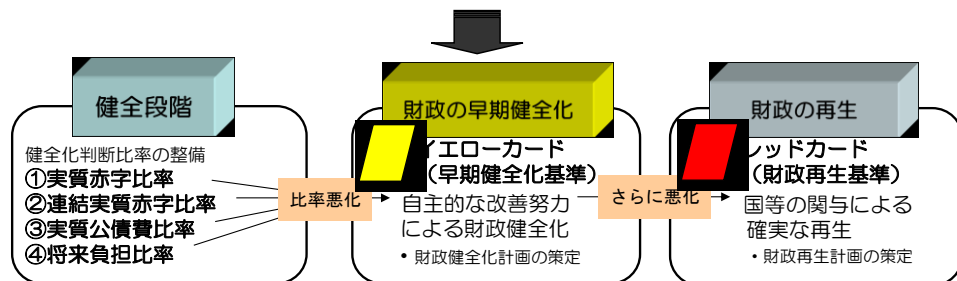 健全段階
健全化判断比率の整備
①実質赤字比率
②連結実質赤字比率
③実質公債費比率
④将来負担比率
比率悪化
財政の早期健全化
イエローカード
（早期健全化基準）
自主的な改善努力
による財政健全化
・財政健全化計画の策定
さらに悪化
財政の再生
レッドカード
（財政再生基準）
国等の関与による
確実な再生
・財政再生計画の策定